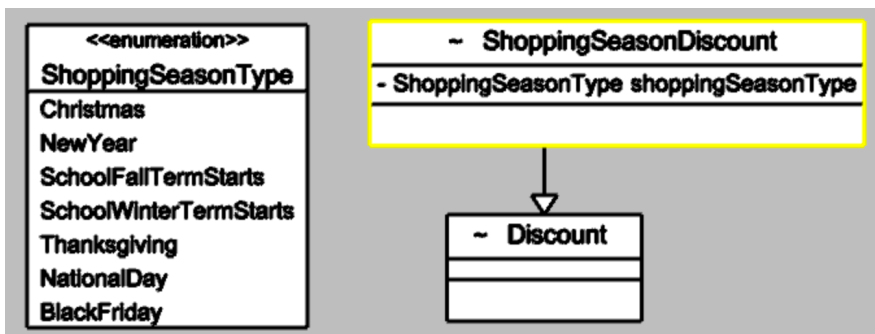 <<enumeration>>
ShoppingSeasonType
Christmas
NewYear
SchoolFallTermStarts
SchoolWinterTermStarts
Thanksgiving
NationalDay
BlackFriday
~ ShoppingSeasonDiscount
- ShoppingSeasonType shoppingSeasonType
~ Discount